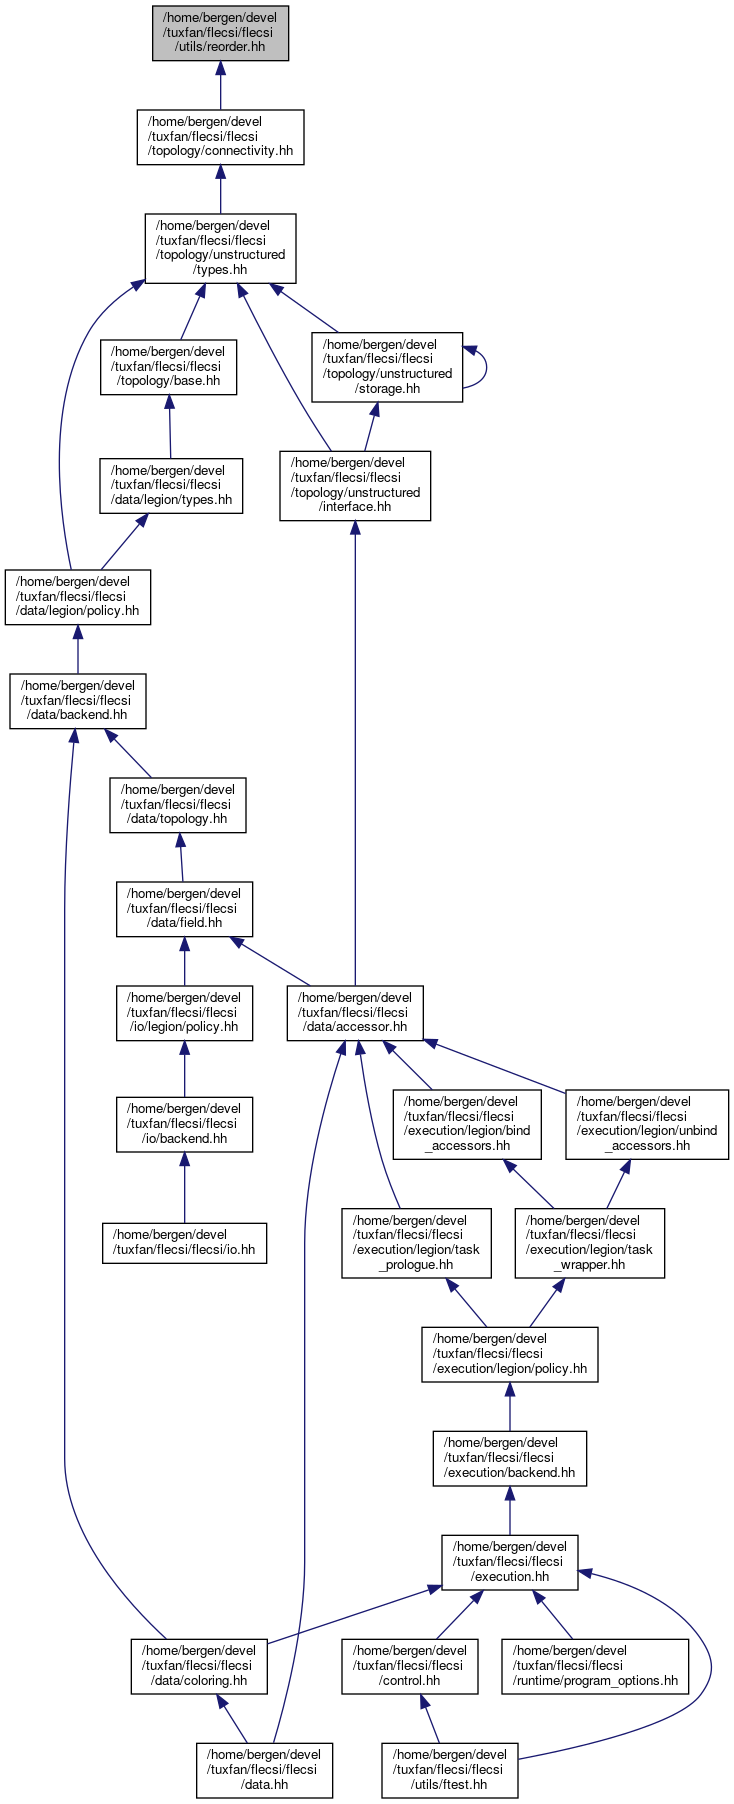 /home/bergen/devel
/tuxfan/flecsi/flecsi
/utils/reorder.hh
/home/bergen/devel
/tuxfan/flecsi/flecsi
/topology/connectivity.hh
/home/bergen/devel
/tuxfan/flecsi/flecsi
/topology/unstructured
/types.hh
/home/bergen/devel
/tuxfan/flecsi/flecsi
/topology/base.hh
/home/bergen/devel
/tuxfan/flecsi/flecsi
/topology/unstructured
/storage.hh
/home/bergen/devel
/tuxfan/flecsi/flecsi
/data/legion/types.hh
/home/bergen/devel
/tuxfan/flecsi/flecsi
/topology/unstructured
/interface.hh
/home/bergen/devel
/tuxfan/flecsi/flecsi
/data/legion/policy.hh
/home/bergen/devel
/tuxfan/flecsi/flecsi
/data/backend.hh
/home/bergen/devel
/tuxfan/flecsi/flecsi
/data/topology.hh
/home/bergen/devel
/tuxfan/flecsi/flecsi
/data/field.hh
/home/bergen/devel
/tuxfan/flecsi/flecsi
/io/legion/policy.hh
/home/bergen/devel
/tuxfan/flecsi/flecsi
/data/accessor.hh
/home/bergen/devel
/tuxfan/flecsi/flecsi
/io/backend.hh
/home/bergen/devel
/tuxfan/flecsi/flecsi
/execution/legion/bind
_accessors.hh
/home/bergen/devel
/tuxfan/flecsi/flecsi
/execution/legion/unbind
_accessors.hh
/home/bergen/devel
/tuxfan/flecsi/flecsi/io.hh
/home/bergen/devel
/tuxfan/flecsi/flecsi
/execution/legion/task
_prologue.hh
/home/bergen/devel
/tuxfan/flecsi/flecsi
/execution/legion/task
_wrapper.hh
/home/bergen/devel
/tuxfan/flecsi/flecsi
/execution/legion/policy.hh
/home/bergen/devel
/tuxfan/flecsi/flecsi
/execution/backend.hh
/home/bergen/devel
/tuxfan/flecsi/flecsi
/execution.hh
/home/bergen/devel
/tuxfan/flecsi/flecsi
/data/coloring.hh
/home/bergen/devel
/tuxfan/flecsi/flecsi
/control.hh
/home/bergen/devel
/tuxfan/flecsi/flecsi
/runtime/program_options.hh
/home/bergen/devel
/tuxfan/flecsi/flecsi
/data.hh
/home/bergen/devel
/tuxfan/flecsi/flecsi
/utils/ftest.hh